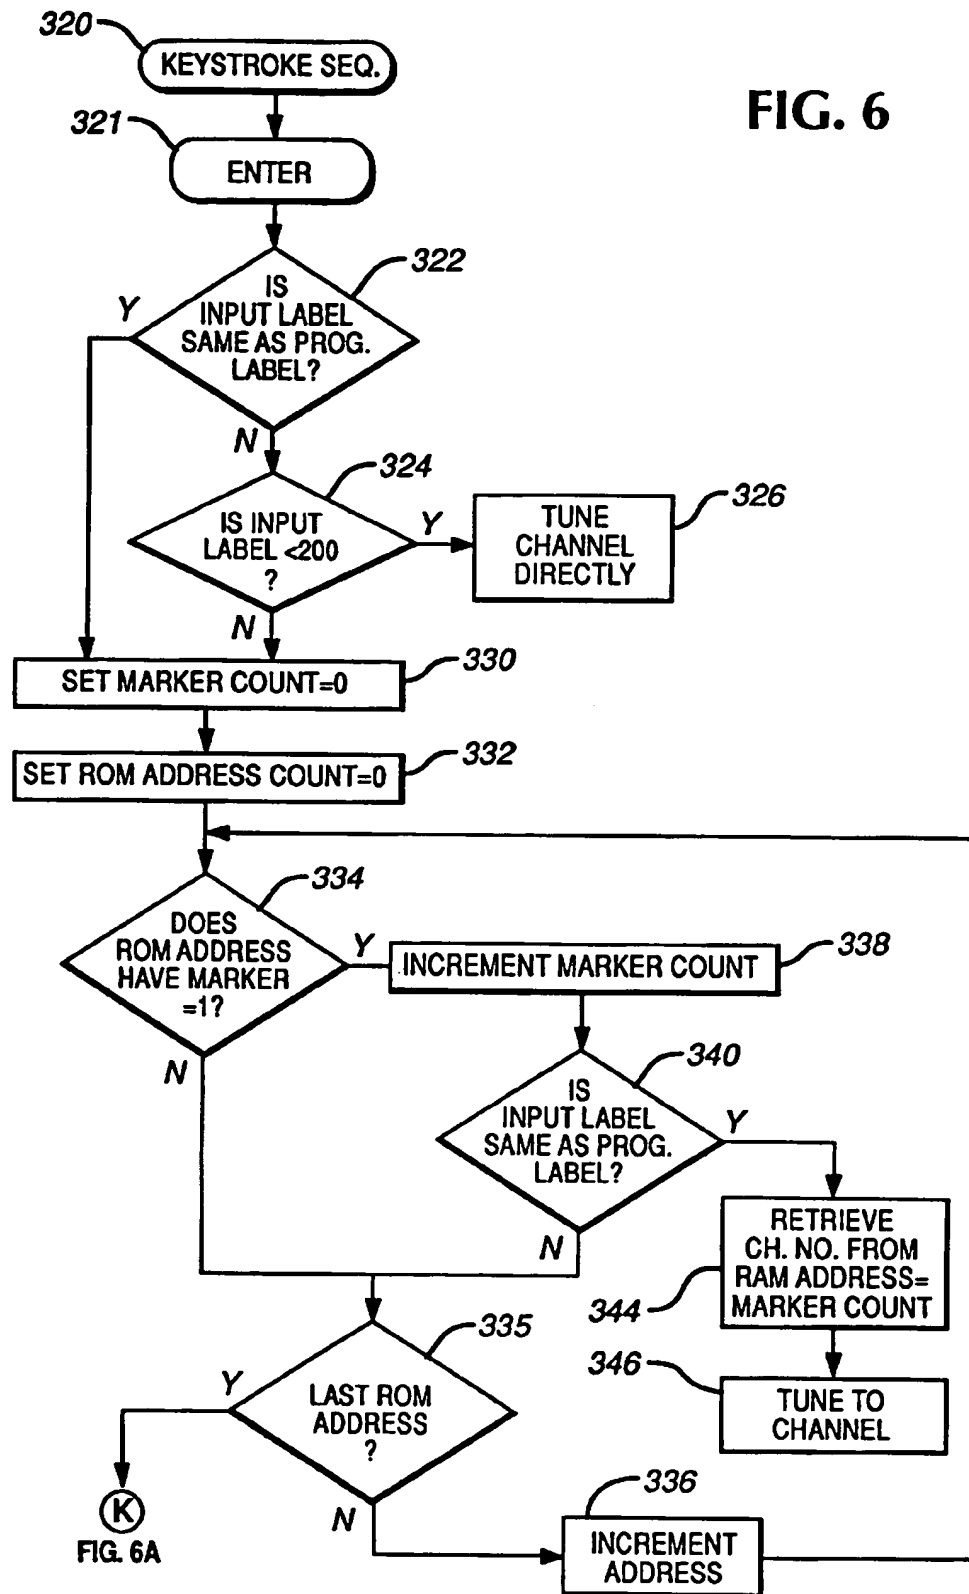 320
KEYSTROKE SEQ.
FIG. 6
321
ENTER
322
IS
INPUT LABEL
SAME AS PROG.
LABEL?
Y
N
324
IS INPUT
LABEL <200
?
Y
326
TUNE
CHANNEL
DIRECTLY
N
330
SET MARKER COUNT=0
332
SET ROM ADDRESS COUNT=0
334
DOES
ROM ADDRESS
HAVE MARKER
=1?
Y
338
INCREMENT MARKER COUNT
N
340
IS
INPUT LABEL
SAME AS PROG.
LABEL?
Y
N
RETRIEVE
CH. NO. FROM
RAM ADDRESS=
MARKER COUNT
344
335
LAST ROM
ADDRESS
?
Y
346
TUNE TO
CHANNEL
K
FIG. 6A
N
336
INCREMENT
ADDRESS